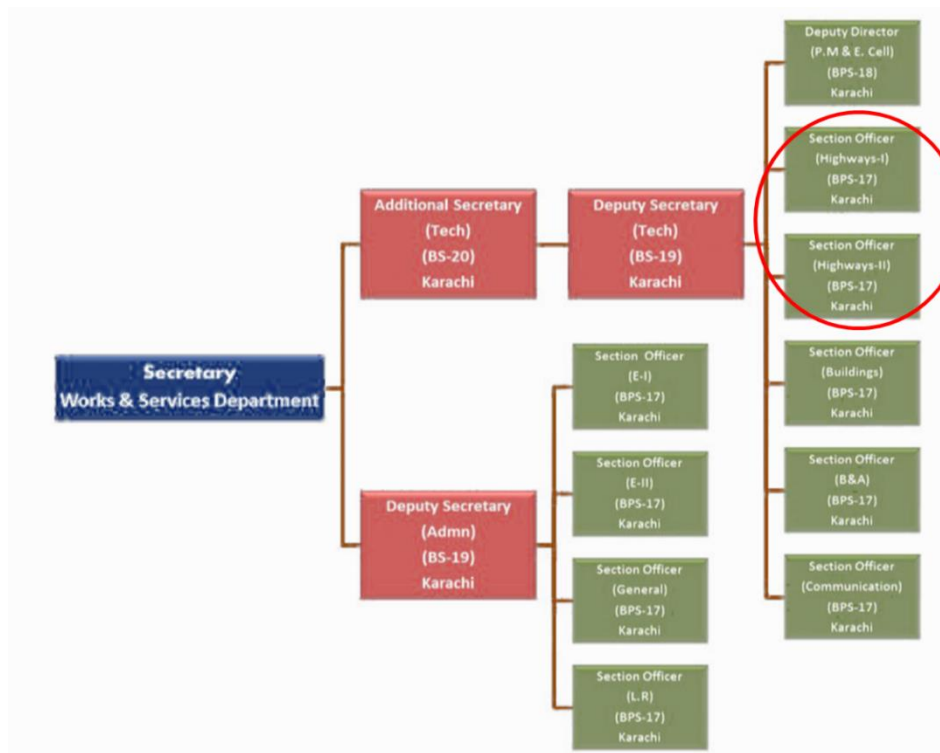 Secretary
Works & Services Department
Additional Secretary
(Tech)
(BS-20)
Karachi
Deputy Secretary
(Tech)
(BS-19)
Karachi
Deputy Director
(P.M & E. Cell)
(BPS-18)
Karachi
Section Officer
(Highways-I)
(BPS-17)
Karachi
Section Officer
(Highways-II)
(BPS-17)
Karachi
Section Officer
(Buildings)
(BPS-17)
Karachi
Section Officer
(B&A)
(BPS-17)
Karachi
Section Officer
(Communication)
(BPS-17)
Karachi
Deputy Secretary
(Admn)
(BS-19)
Karachi
Section Officer
(E-I)
(BPS-17)
Karachi
Section Officer
(E-II)
(BPS-17)
Karachi
Section Officer
(General)
(BPS-17)
Karachi
Section Officer
(L.R)
(BPS-17)
Karachi